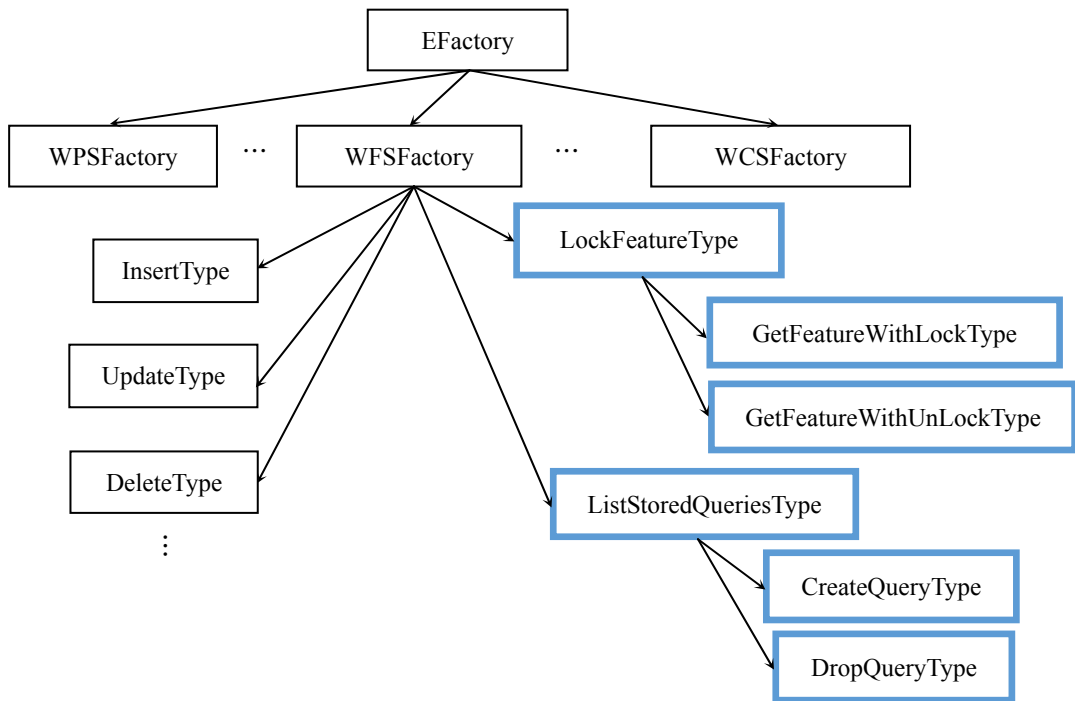 EFactory
WPSFactory
...
WFSFactory
...
WCSFactory
LockFeatureType
InsertType
GetFeatureWithLockType
UpdateType
GetFeatureWithUnLockType
DeleteType
ListStoredQueriesType
...
CreateQueryType
DropQueryType